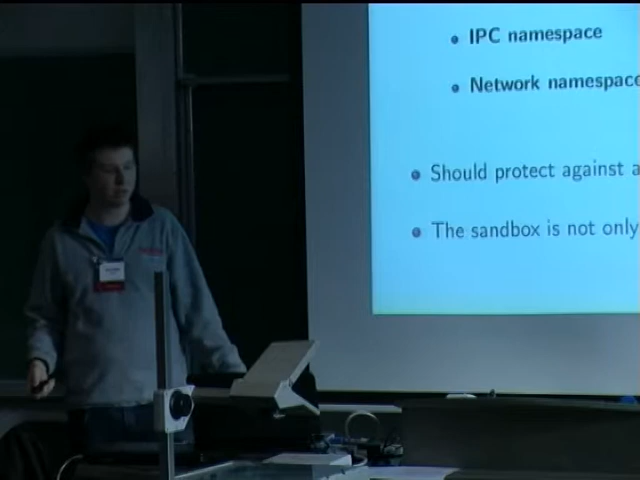 IPC namespace
Network namespace
Should protect against a
The sandbox is not only